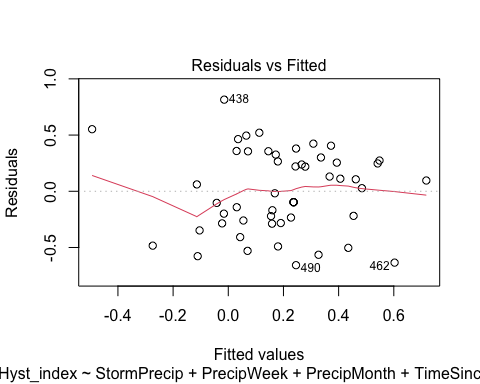 Residuals vs Fitted
Residuals
1.0
0.5
0.0
-0.5
438
490
462
-0.4 -0.2 0.0 0.2 0.4 0.6
Fitted values
Hyst_index ~ StormPrecip + PrecipWeek + PrecipMonth + TimeSinc